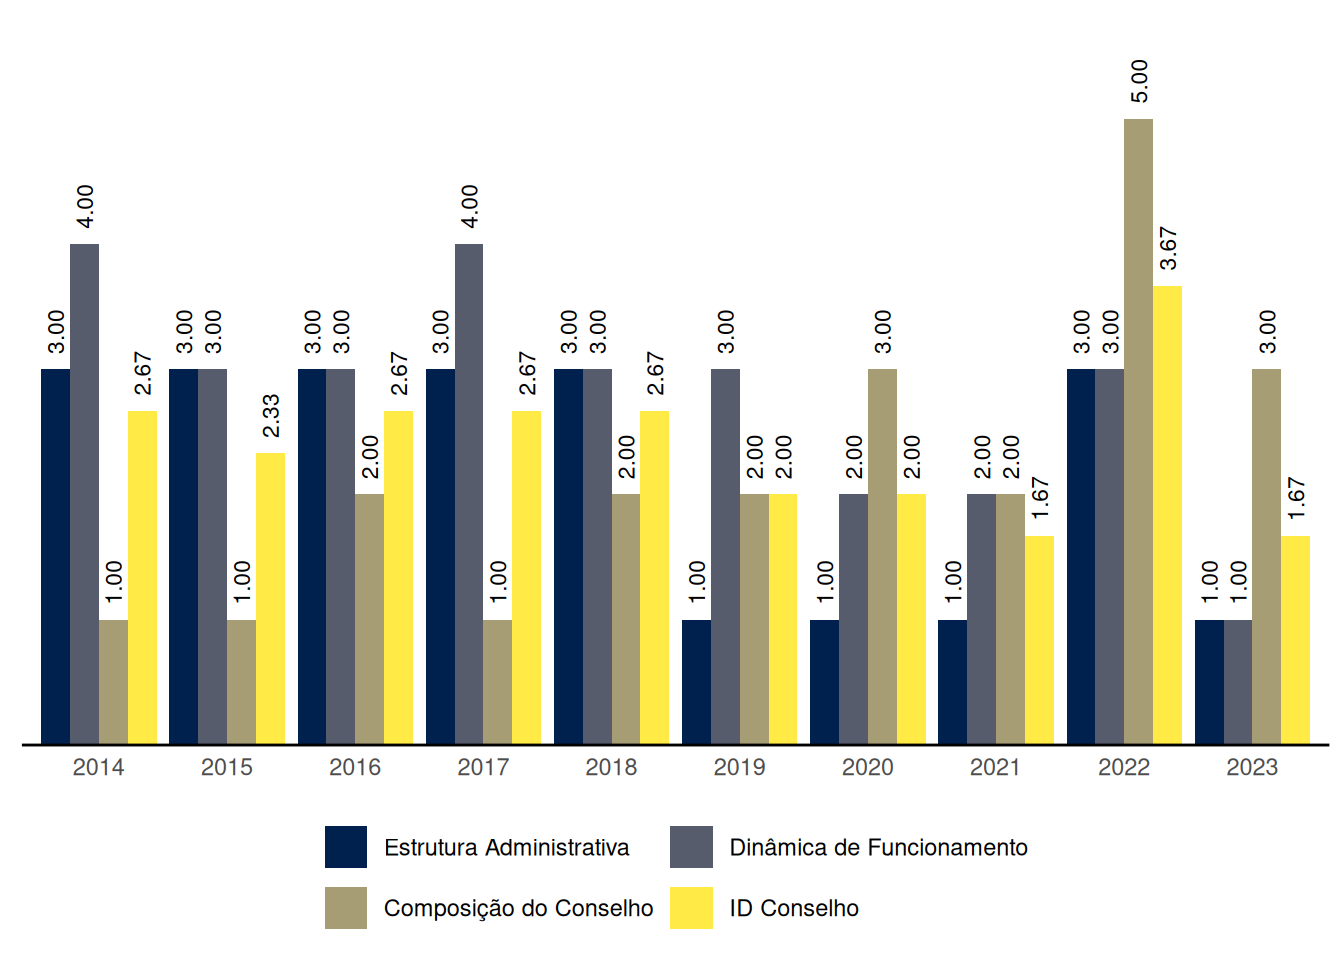 5.00
4.00 4.00 3.67
3.00 3.00 3.00 3.00 3.00 3.00 3.00 3.00 3.00 3.00 3.00 3.00 3.00
2.67 2.67 2.67 2.67
2.33 2.00 2.00 2.00 2.00 2.00 2.00 2.00 2.00
1.67 1.67
1.00 1.00 1.00 1.00 1.00 1.00 1.00 1.00
2014 2015 2016 2017 2018 2019 2020 2021 2022 2023
Estrutura Administrativa Dinâmica de Funcionamento
Composição do Conselho ID Conselho